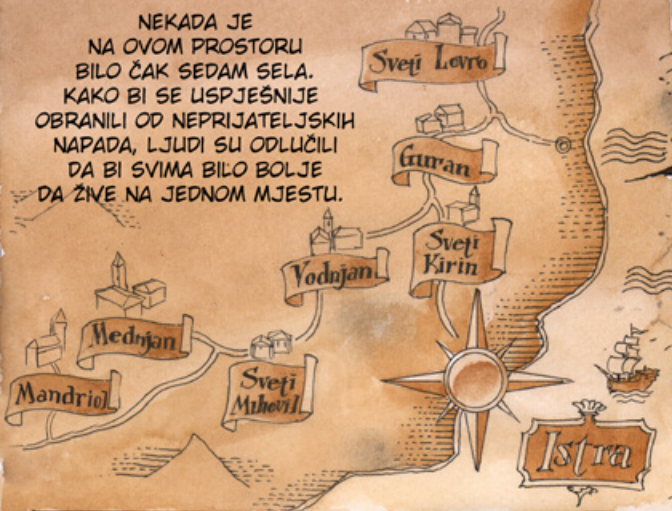 NEKADA JE
NA OVOM PROSTORU
BILO ČAK SEDAM SELA.
KAKO BI SE USPJEŠNIJE
OBRANILI OD NEPRIJATELJSKIH
NAPADA, LJUDI SU ODLUČILI
DA BI SVIMA BILO BOLJE
DA ŽIVE NA JEDNOM MJESTU.
Sveti Lovro
Guran
Sveti
Kirin
Vodnjan
Mednjan
Mandriol
Sveti
Mihovil
Istra